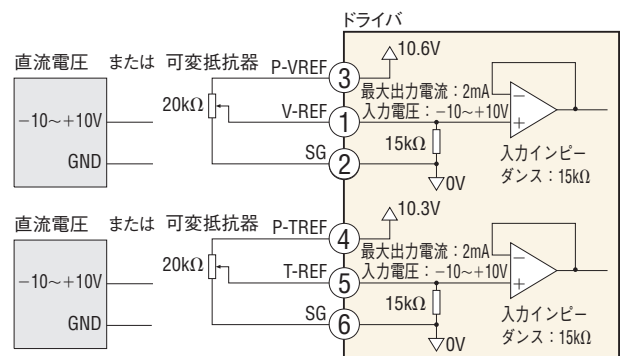 ドライバ
直流電圧 または 可変抵抗器
−10~+10V
GND
20kΩ
P-VREF
V-REF
SG
3
1
2
10.6V
最大出力電流：2mA
入力電圧：−10~+10V
15kΩ
0V
−
+
入力インピー
ダンス：15kΩ
直流電圧 または 可変抵抗器
−10~+10V
GND
20kΩ
P-TREF
T-REF
SG
4
5
6
10.3V
最大出力電流：2mA
入力電圧：−10~+10V
15kΩ
0V
−
+
入力インピー
ダンス：15kΩ